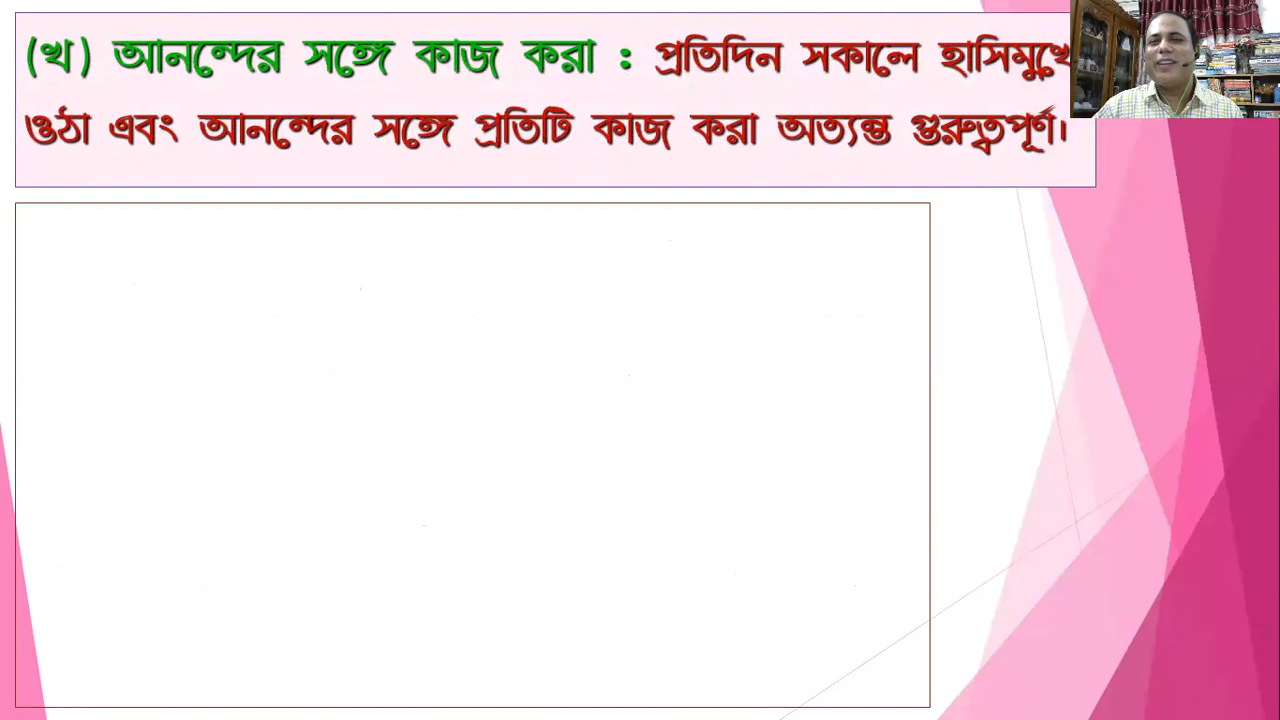 (খ) আনন্দের সঙ্গে কাজ করা : প্রতিদিন সকালে হাসিমুখে
ওঠা এবং আনন্দের সঙ্গে প্রতিটি কাজ করা অত্যন্ত গুরুত্বপূর্ণ।